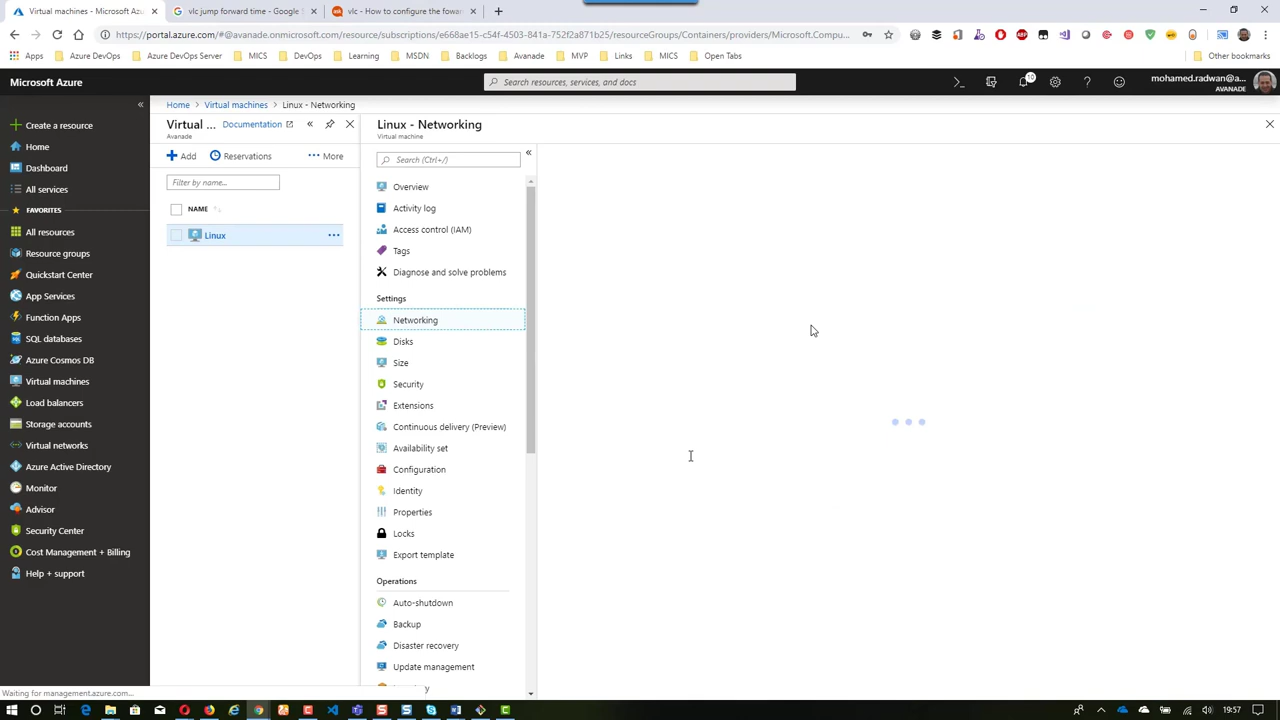 Virtual machines - Microsoft Azure
vlc jump forward time - Google S
vlc - How to configure the forwar
https://portal.azure.com/#@avanade.onmicrosoft.com/resource/subscriptions/e668ae15-c54f-4503-841a-752f2a871b25/resourceGroups/Containers/providers/Microsoft.Compu...
Apps
Azure DevOps
Azure DevOps Server
MICS
DevOps
Learning
MSDN
Backlogs
Avanade
MVP
Links
MICS
Open Tabs
Other bookmarks
Microsoft Azure
Search resources, services, and docs
10
mohamed.radwan@a...
AVANADE
Create a resource
Home
Dashboard
All services
FAVORITES
All resources
Resource groups
Quickstart Center
App Services
Function Apps
SQL databases
Azure Cosmos DB
Virtual machines
Load balancers
Storage accounts
Virtual networks
Azure Active Directory
Monitor
Advisor
Security Center
Cost Management + Billing
Help + support
Home
Virtual machines
Linux - Networking
Virtual ...
Documentation
Avanade
Add
Reservations
More
Filter by name...
NAME
Linux
Linux - Networking
Virtual machine
Search (Ctrl+/)
Overview
Activity log
Access control (IAM)
Tags
Diagnose and solve problems
Settings
Networking
Disks
Size
Security
Extensions
Continuous delivery (Preview)
Availability set
Configuration
Identity
Properties
Locks
Export template
Operations
Auto-shutdown
Backup
Disaster recovery
Update management
Waiting for management.azure.com...
19:57